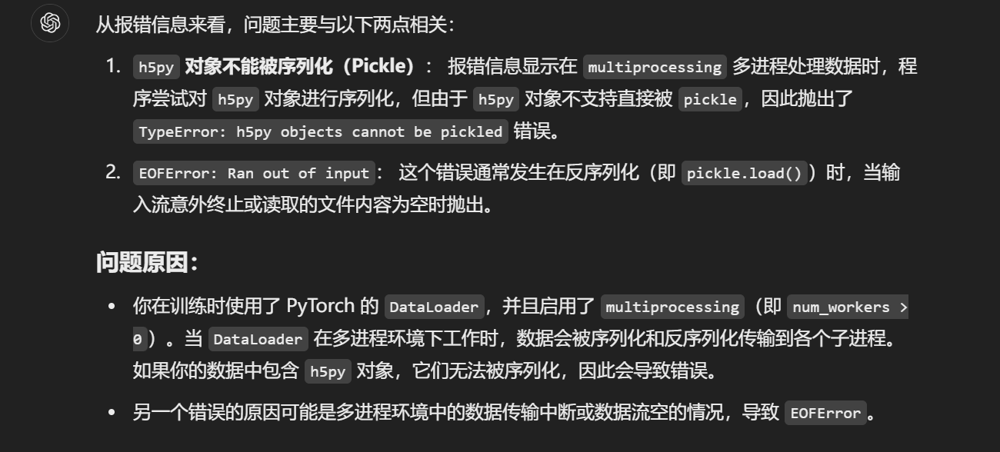 从报错信息来看，问题主要与以下两点相关：
1. h5py 对象不能被序列化（Pickle）： 报错信息显示在 multiprocessing 多进程处理数据时，程
序尝试对 h5py 对象进行序列化，但由于 h5py 对象不支持直接被 pickle，因此抛出了
TypeError: h5py objects cannot be pickled 错误。
2. EOFError: Ran out of input： 这个错误通常发生在反序列化（即 pickle.load()）时，当输
入流意外终止或读取的文件内容为空时抛出。
问题原因：
• 你在训练时使用了 PyTorch 的 DataLoader，并且启用了 multiprocessing（即 num_workers >
0）。当 DataLoader 在多进程环境下工作时，数据会被序列化和反序列化传输到各个子进程。
如果你的数据中包含 h5py 对象，它们无法被序列化，因此会导致错误。
• 另一个错误的原因可能是多进程环境中的数据传输中断或数据流空的情况，导致 EOFError。